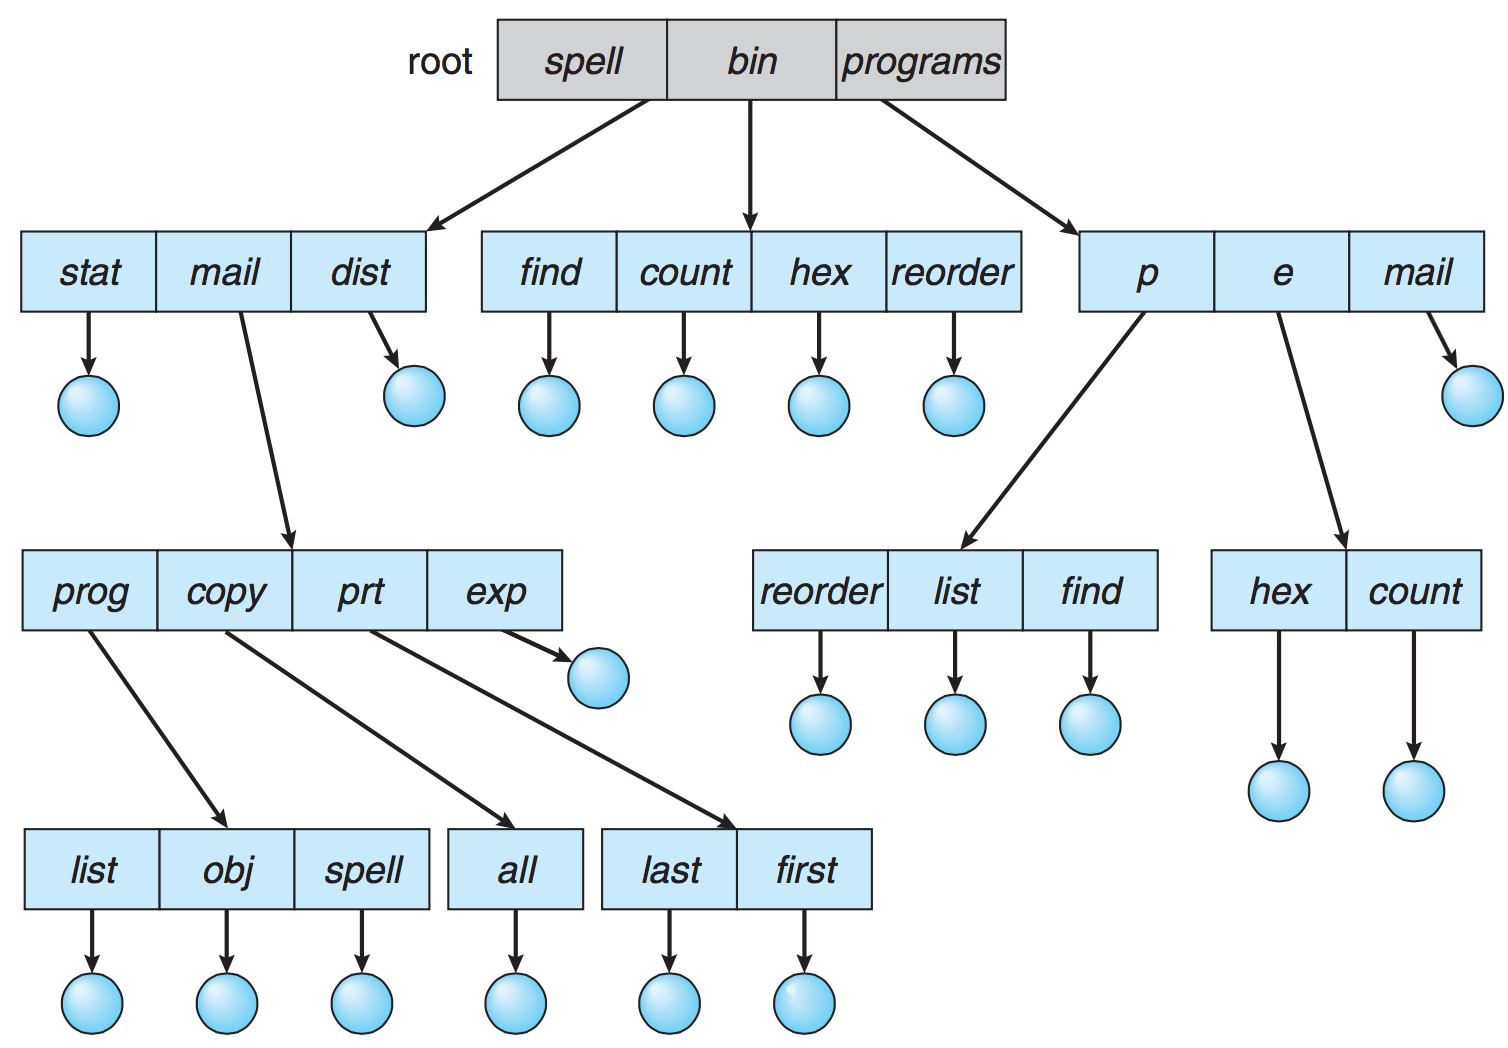 root spell bin programs
stat mail dist find count hex reorder p e mail
prog copy prt exp reorder list find hex count
list obj spell all last first